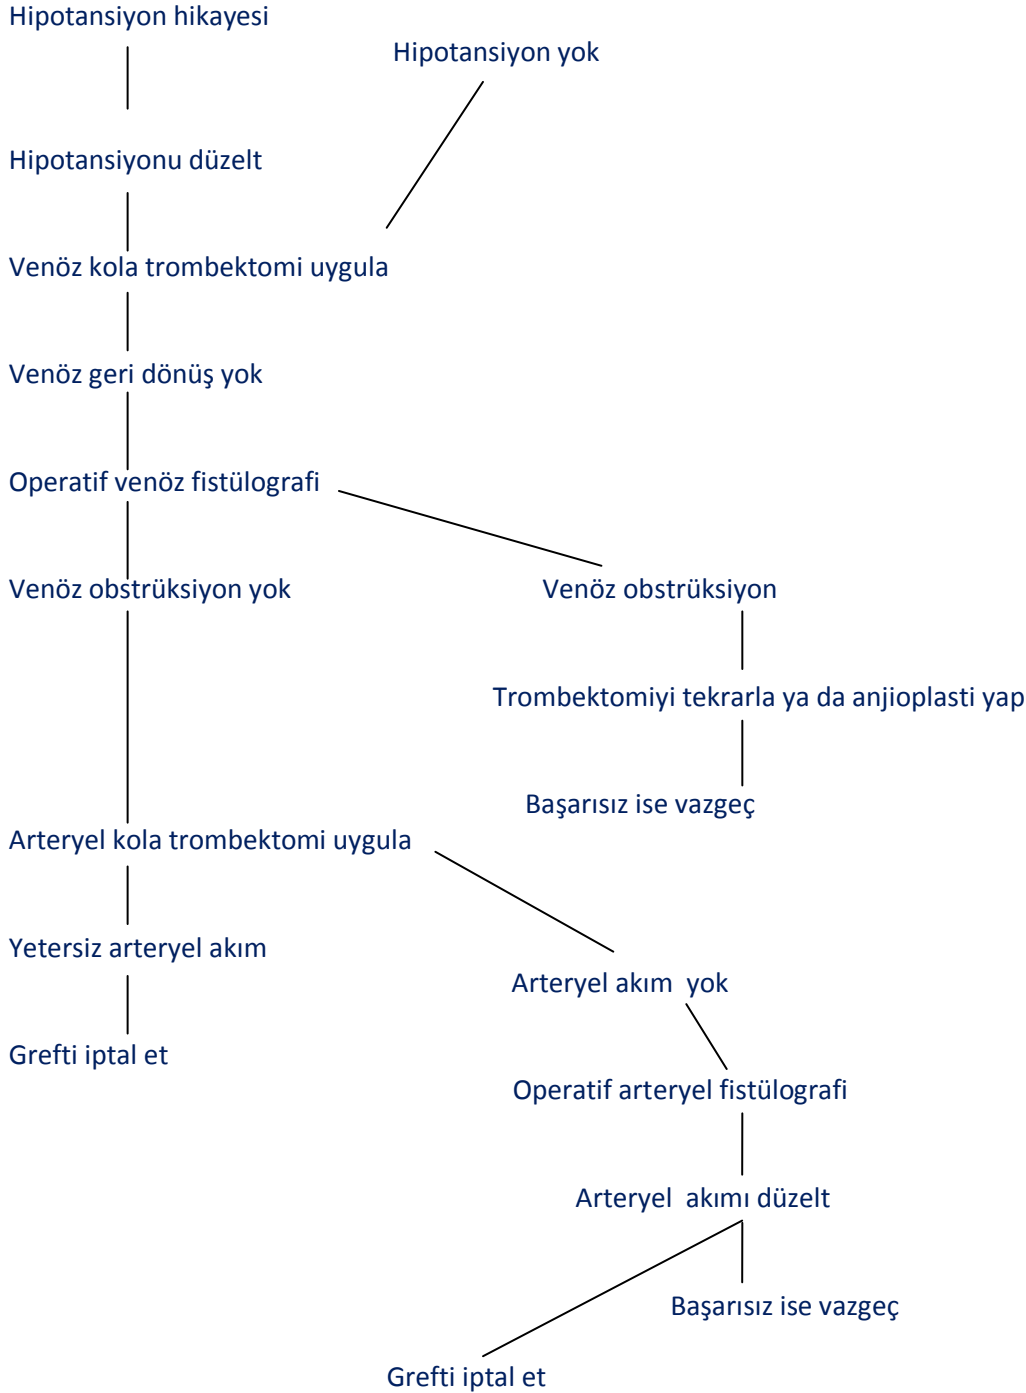 Hipotansiyon hikayesi
Hipotansiyon yok
Hipotansiyonu düzelt
Venöz kola trombektomi uygula
Venöz geri dönüş yok
Operatif venöz fistülografi
Venöz obstrüksiyon yok
Venöz obstrüksiyon
Trombektomiyi tekrarla ya da anjioplasti yap
Başarısız ise vazgeç
Arteryel kola trombektomi uygula
Yetersiz arteryel akım
Arteryel akım yok
Grefti iptal et
Operatif arteryel fistülografi
Arteryel akımı düzelt
Başarısız ise vazgeç
Grefti iptal et